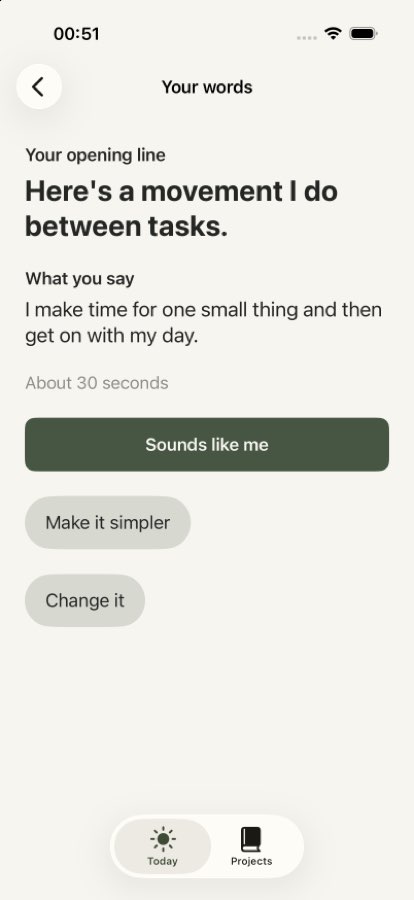 00:51
Your words
Your opening line
Here's a movement I do
between tasks.
What you say
I make time for one small thing and then
get on with my day.
About 30 seconds
Sounds like me
Make it simpler
Change it
Today
Projects